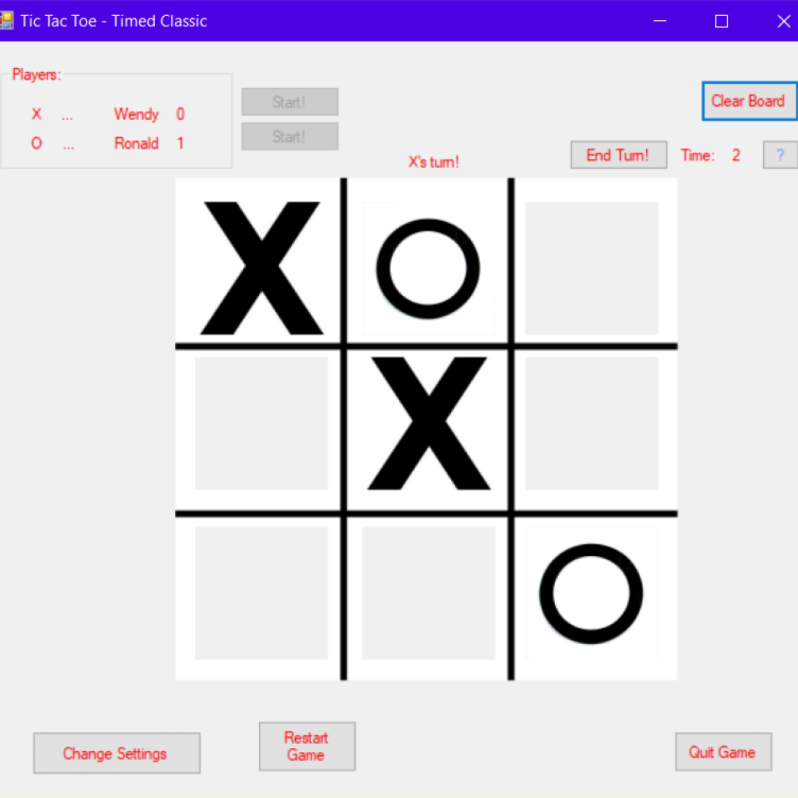 Tic Tac Toe - Timed Classic
Players:
X ... Wendy 0
O ... Ronald 1
Start!
Start!
Clear Board
X's turn!
End Turn!
Time: 2
?
X O
X
O
Change Settings
Restart
Game
Quit Game